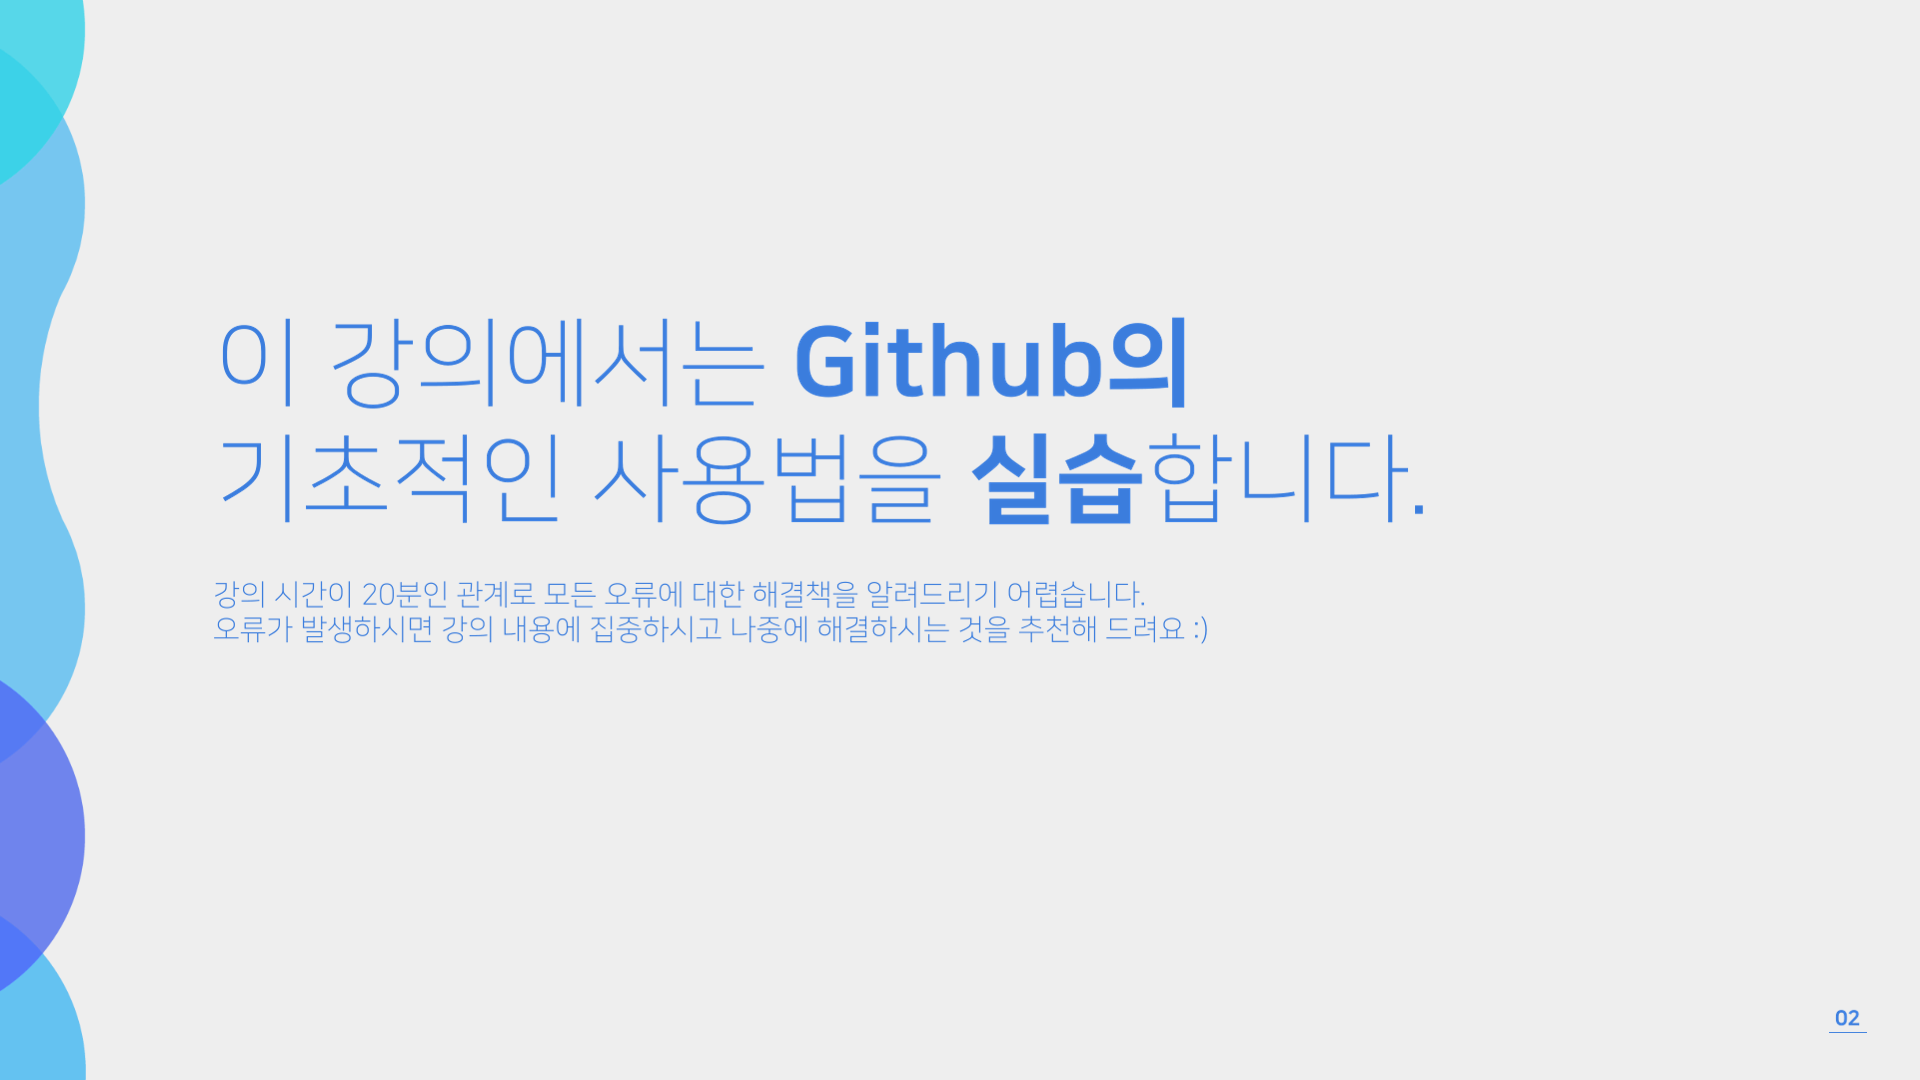 이 강의에서는 Github의
기초적인 사용법을 실습합니다.
강의 시간이 20분인 관계로 모든 오류에 대한 해결책을 알려드리기 어렵습니다.
오류가 발생하시면 강의 내용에 집중하시고 나중에 해결하시는 것을 추천해 드려요 :)
02